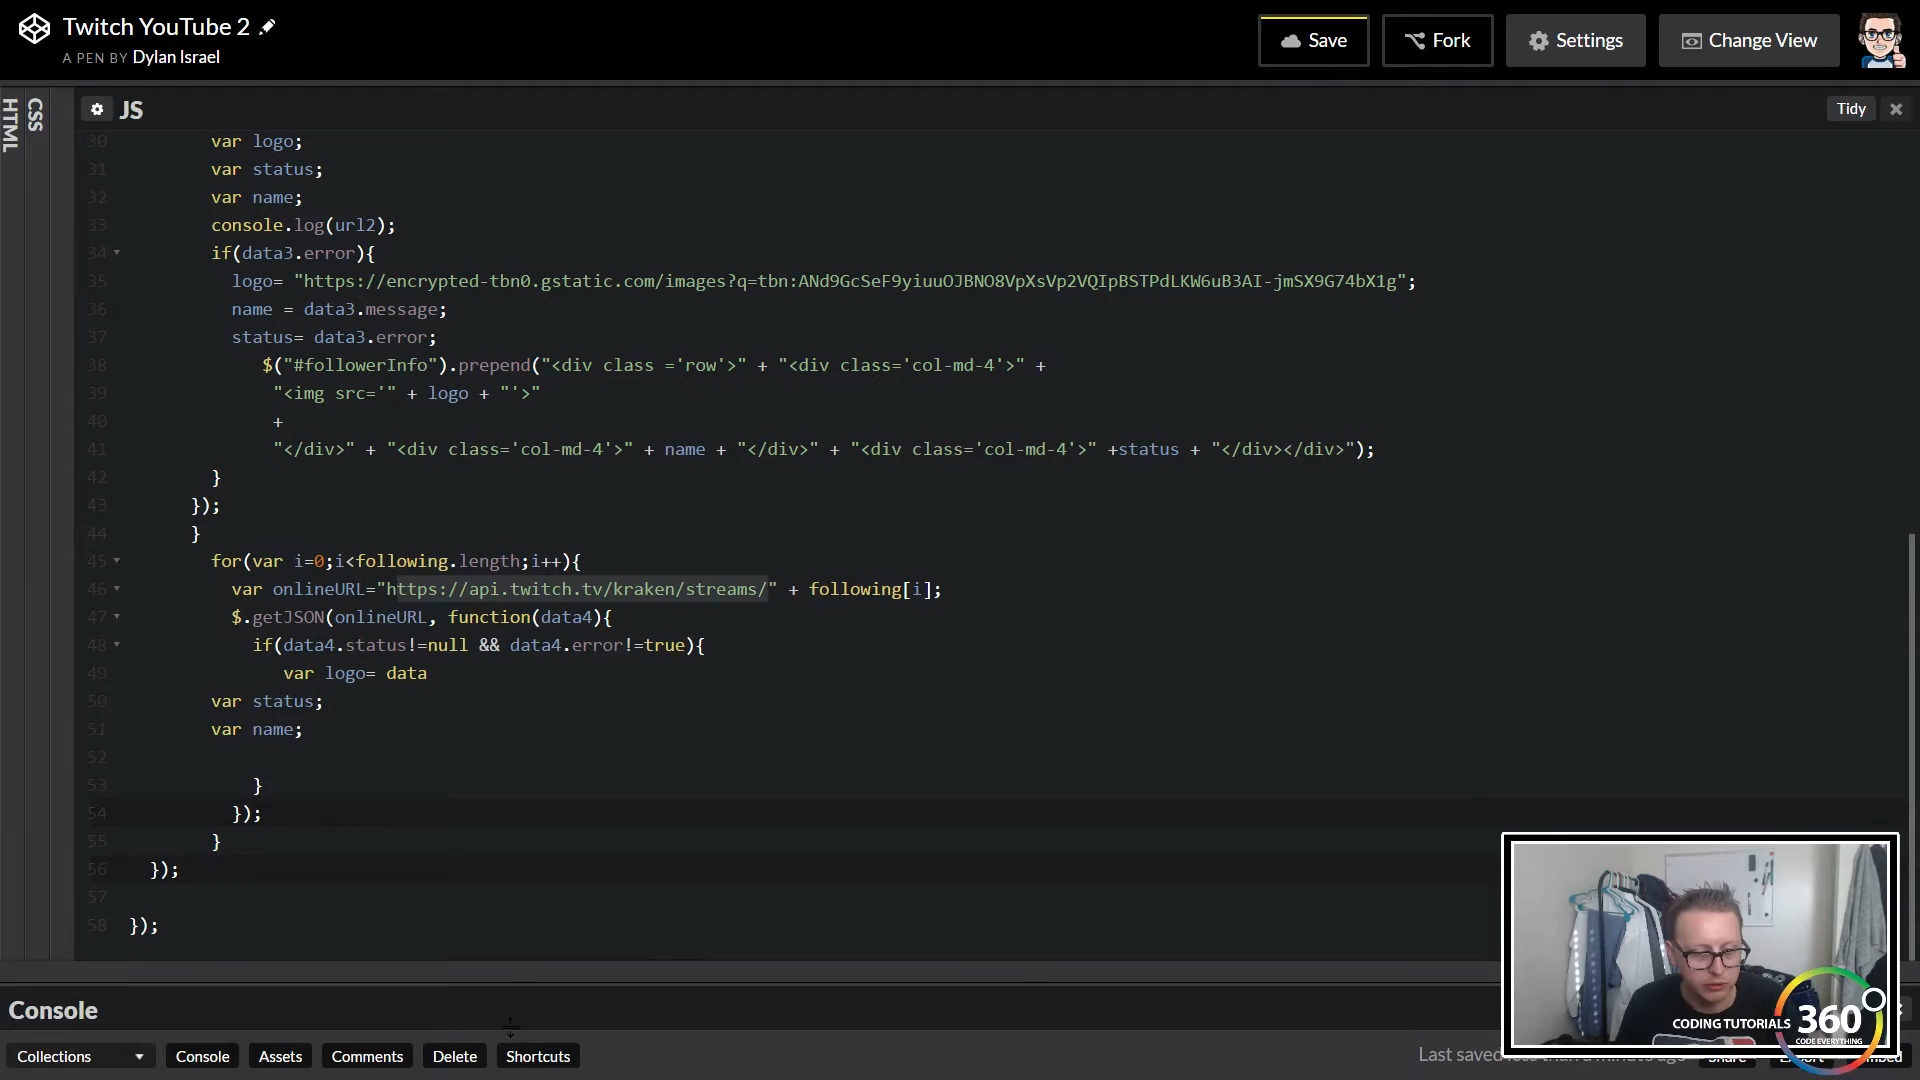 Twitch YouTube 2
A PEN BY Dylan Israel
Save
Fork
Settings
Change View
HTML
CSS
JS
Tidy
30 var logo;
31 var status;
32 var name;
33 console.log(url2);
34 if(data3.error){
35 logo= "https://encrypted-tbn0.gstatic.com/images?q=tbn:ANd9GcSeF9yiuuOJBNO8VpXsVp2VQIpBSTPdLKW6uB3AI-jmSX9G74bX1g";
36 name = data3.message;
37 status= data3.error;
38 $("#followerInfo").prepend("<div class ='row'>" + "<div class='col-md-4'>" +
39 "<img src='" + logo + "'>"
40 +
41 "</div>" + "<div class='col-md-4'>" + name + "</div>" + "<div class='col-md-4'>" +status + "</div></div>");
42 }
43 });
44 }
45 for(var i=0;i<following.length;i++){
46 var onlineURL="https://api.twitch.tv/kraken/streams/" + following[i];
47 $.getJSON(onlineURL, function(data4){
48 if(data4.status!=null && data4.error!=true){
49 var logo= data
50 var status;
51 var name;
52
53 }
54 });
55 }
56 });
57
58 });
Console
Collections
Console
Assets
Comments
Delete
Shortcuts
Last saved less than a minute ago
CODING TUTORIALS 360
CODE EVERYTHING